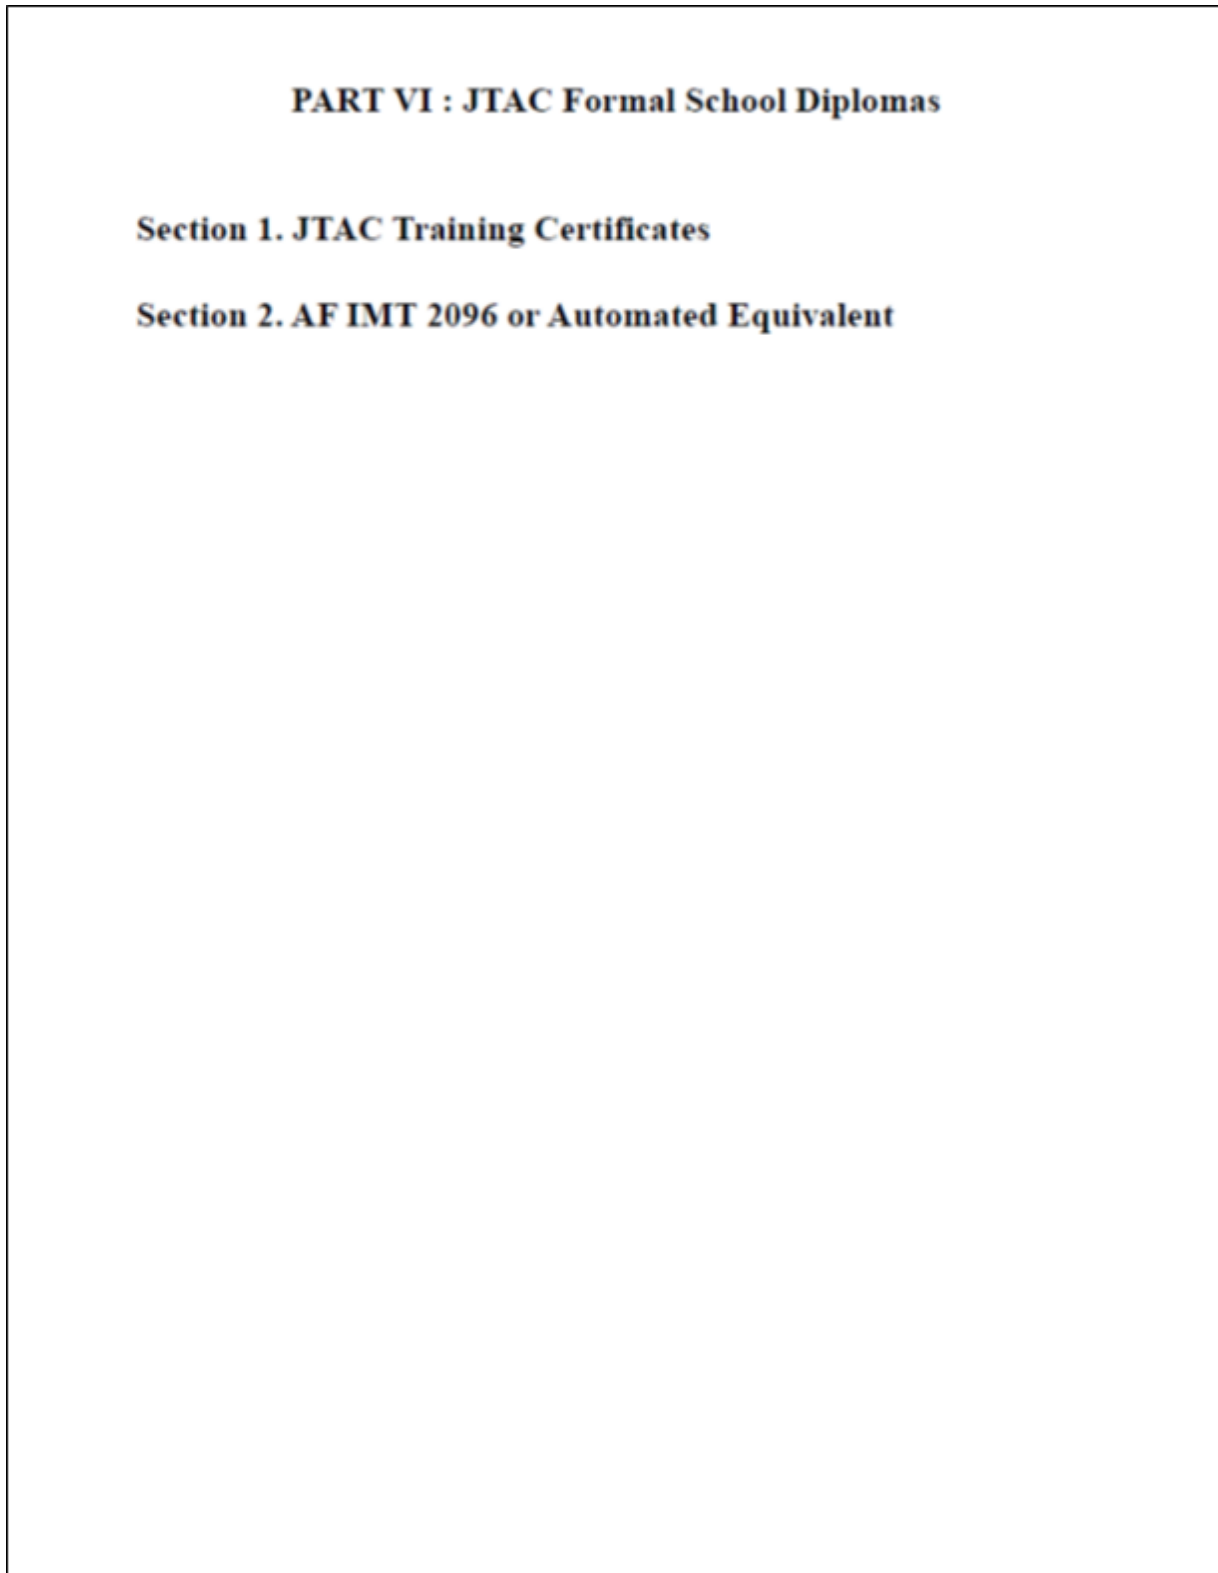 PART VI : JTAC Formal School Diplomas
Section 1. JTAC Training Certificates
Section 2. AF IMT 2096 or Automated Equivalent